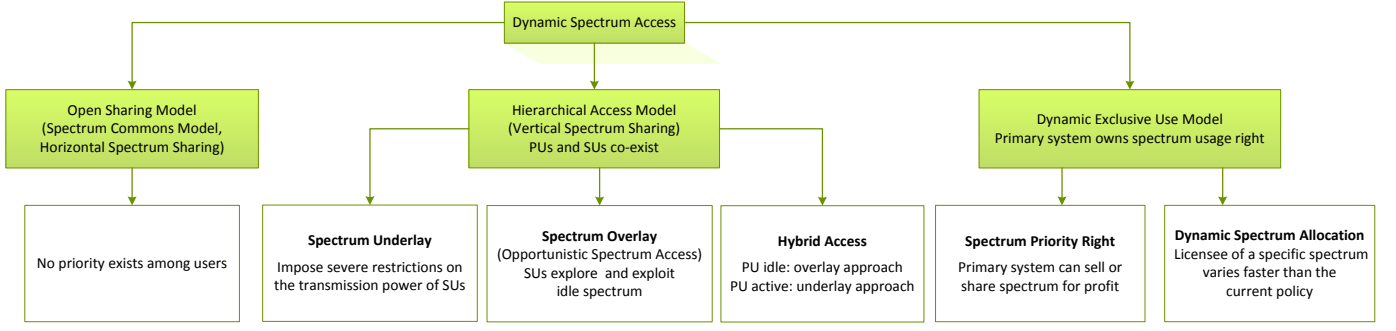 Dynamic Spectrum Access
Open Sharing Model
(Spectrum Commons Model,
Horizontal Spectrum Sharing)
Hierarchical Access Model
(Vertical Spectrum Sharing)
PUs and SUs co-exist
Dynamic Exclusive Use Model
Primary system owns spectrum usage right
No priority exists among users
Spectrum Underlay
Impose severe restrictions on
the transmission power of SUs
Spectrum Overlay
(Opportunistic Spectrum Access)
SUs explore and exploit
idle spectrum
Hybrid Access
PU idle: overlay approach
PU active: underlay approach
Spectrum Priority Right
Primary system can sell or
share spectrum for profit
Dynamic Spectrum Allocation
Licensee of a specific spectrum
varies faster than the
current policy